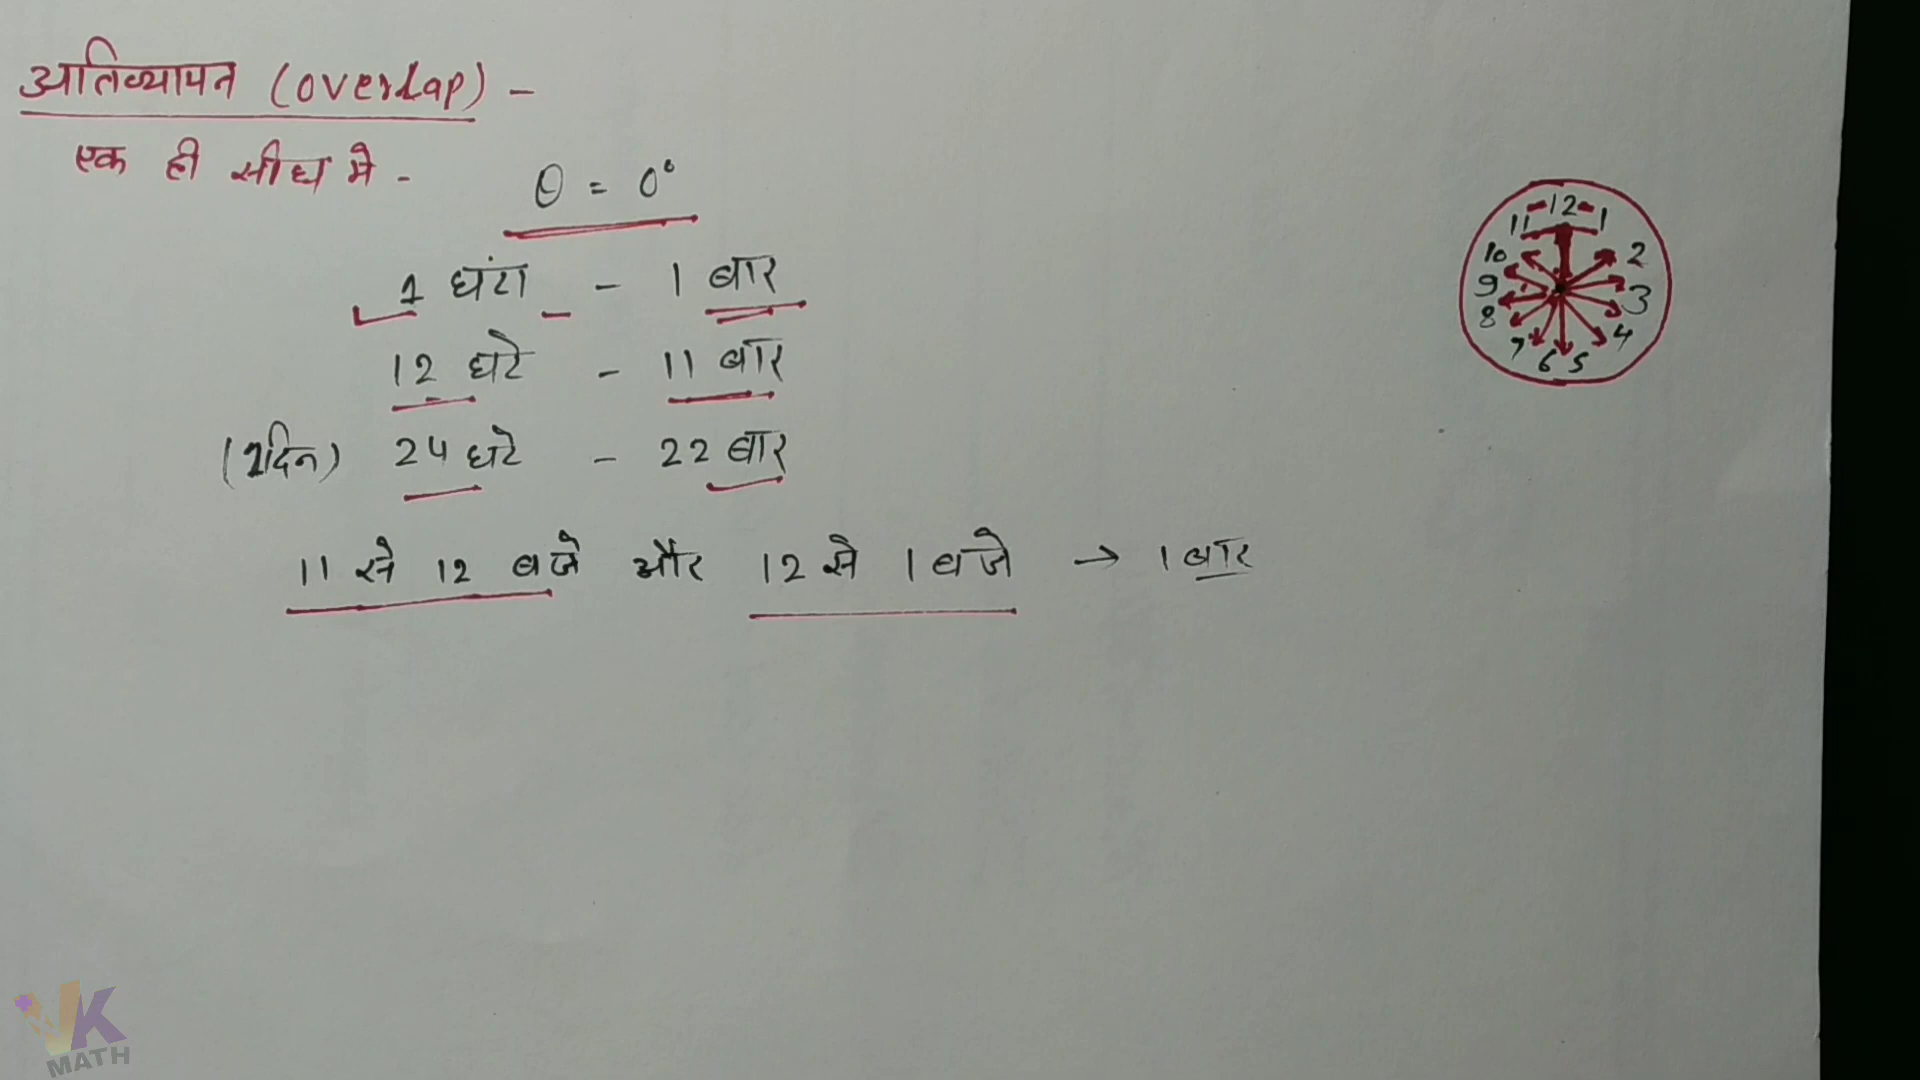 अतिव्यापन (overlap) -
एक ही सीध मे -
θ = 0°
1 घंटा - 1 बार
12 घंटे - 11 बार
(1दिन) 24 घंटे - 22 बार
11 से 12 बजे और 12 से 1 बजे → 1 बार
12
11 1
10 2
9 3
8 4
7 6 5
VK
MATH